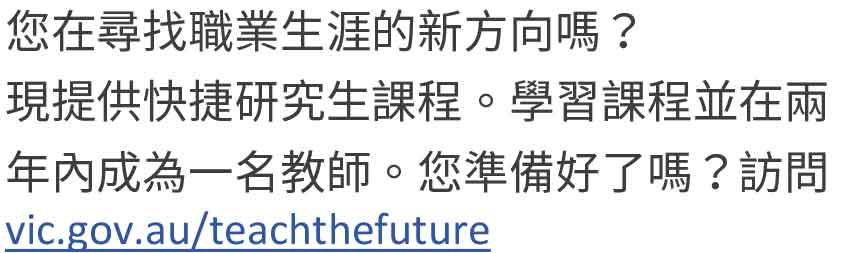 您在尋找職業生涯的新方向嗎？
現提供快捷研究生課程。學習課程並在兩
年內成為一名教師。您準備好了嗎？訪問
vic.gov.au/teachthefuture